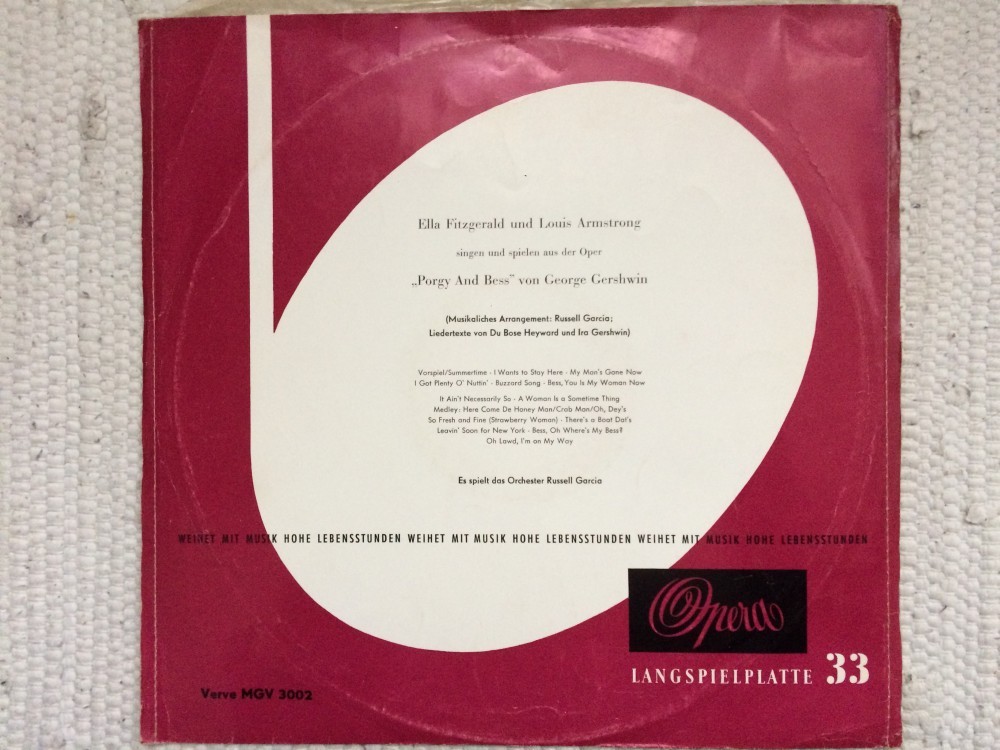 Ella Fitzgerald und Louis Armstrong
singen und spielen aus der Oper
„Porgy And Bess” von George Gershwin
(Musikaliches Arrangement: Russell Garcia;
Liedertexte von Du Bose Heyward und Ira Gershwin)
Vorspiel/Summertime - I Wants to Stay Here - My Man's Gone Now
I Got Plenty O' Nuttin' - Buzzard Song - Bess, You Is My Woman Now
It Ain't Necessarily So - A Woman Is a Sometime Thing
Medley: Here Come De Honey Man/Crab Man/Oh, Dey's
So Fresh and Fine (Strawberry Woman) - There's a Boat Dat's
Leavin' Soon for New York - Bess, Oh Where's My Bess?
Oh Lawd, I'm on My Way
Es spielt das Orchester Russell Garcia
WEIHET MIT MUSIK HOHE LEBENSSTUNDEN WEIHET MIT MUSIK HOHE LEBENSSTUNDEN WEIHET MIT MUSIK HOHE LEBENSSTUNDEN
Opera
LANGSPIELPLATTE 33
Verve MGV 3002